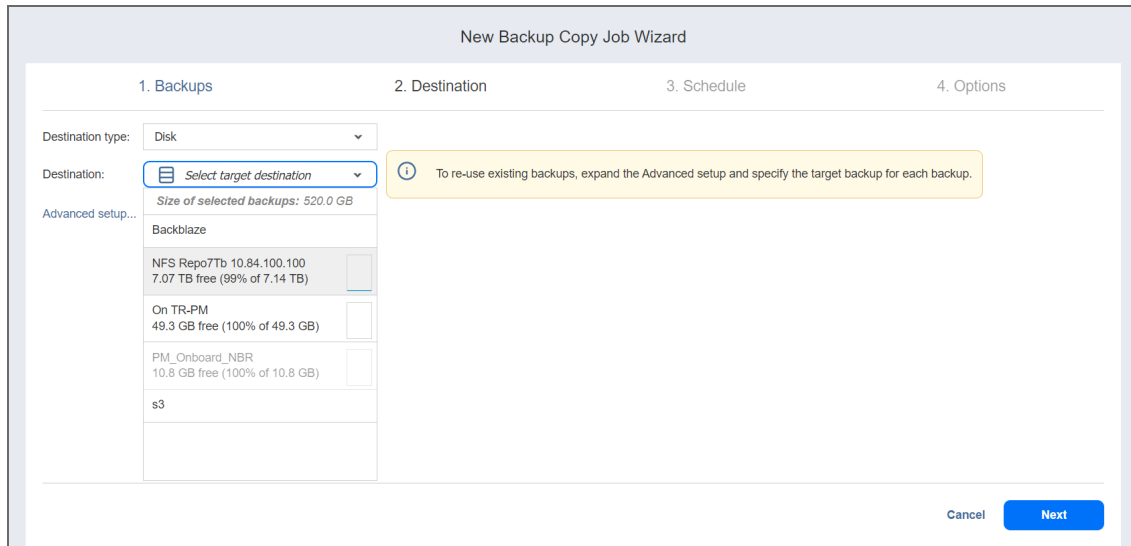 New Backup Copy Job Wizard
1. Backups
2. Destination
3. Schedule
4. Options
Destination type:
Disk
Destination:
Select target destination
To re-use existing backups, expand the Advanced setup and specify the target backup for each backup.
Advanced setup...
Size of selected backups: 520.0 GB
Backblaze
NFS Repo7Tb 10.84.100.100
7.07 TB free (99% of 7.14 TB)
On TR-PM
49.3 GB free (100% of 49.3 GB)
PM_Onboard_NBR
10.8 GB free (100% of 10.8 GB)
s3
Cancel
Next